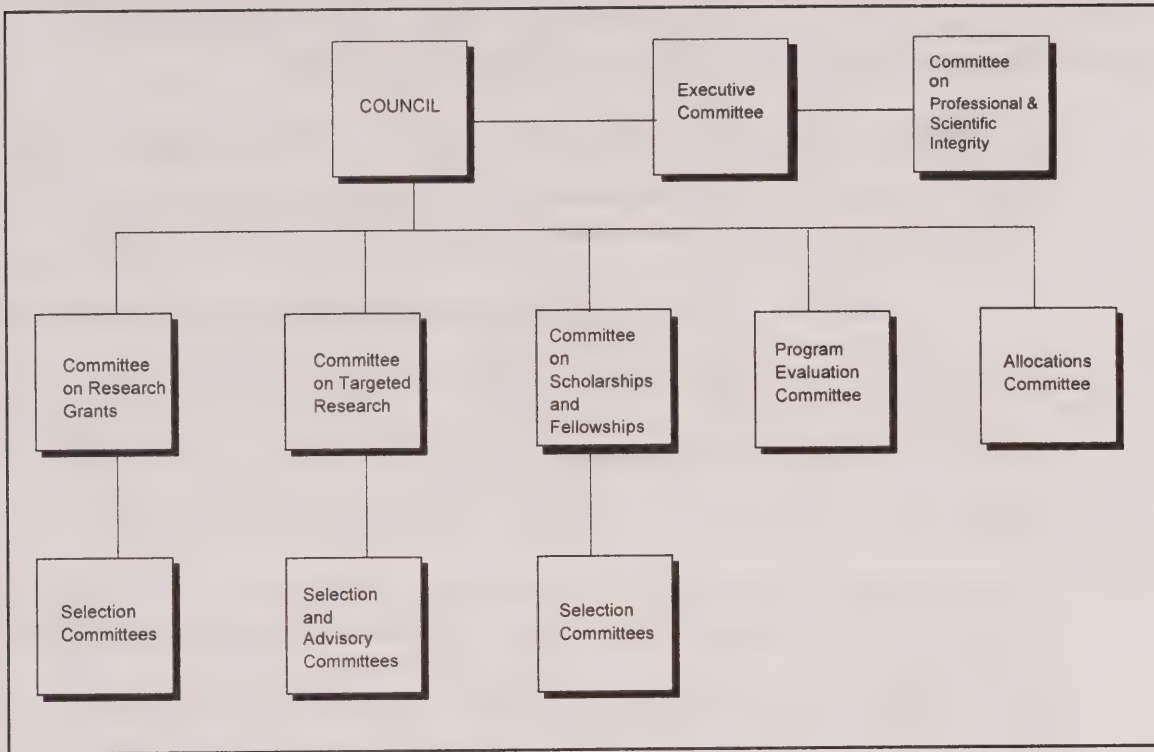 COUNCIL
Executive
Committee
Committee
on
Professional &
Scientific
Integrity
Committee
on Research
Grants
Committee
on Targeted
Research
Committee
on
Scholarships
and
Fellowships
Program
Evaluation
Committee
Allocations
Committee
Selection
Committees
Selection
and
Advisory
Committees
Selection
Committees